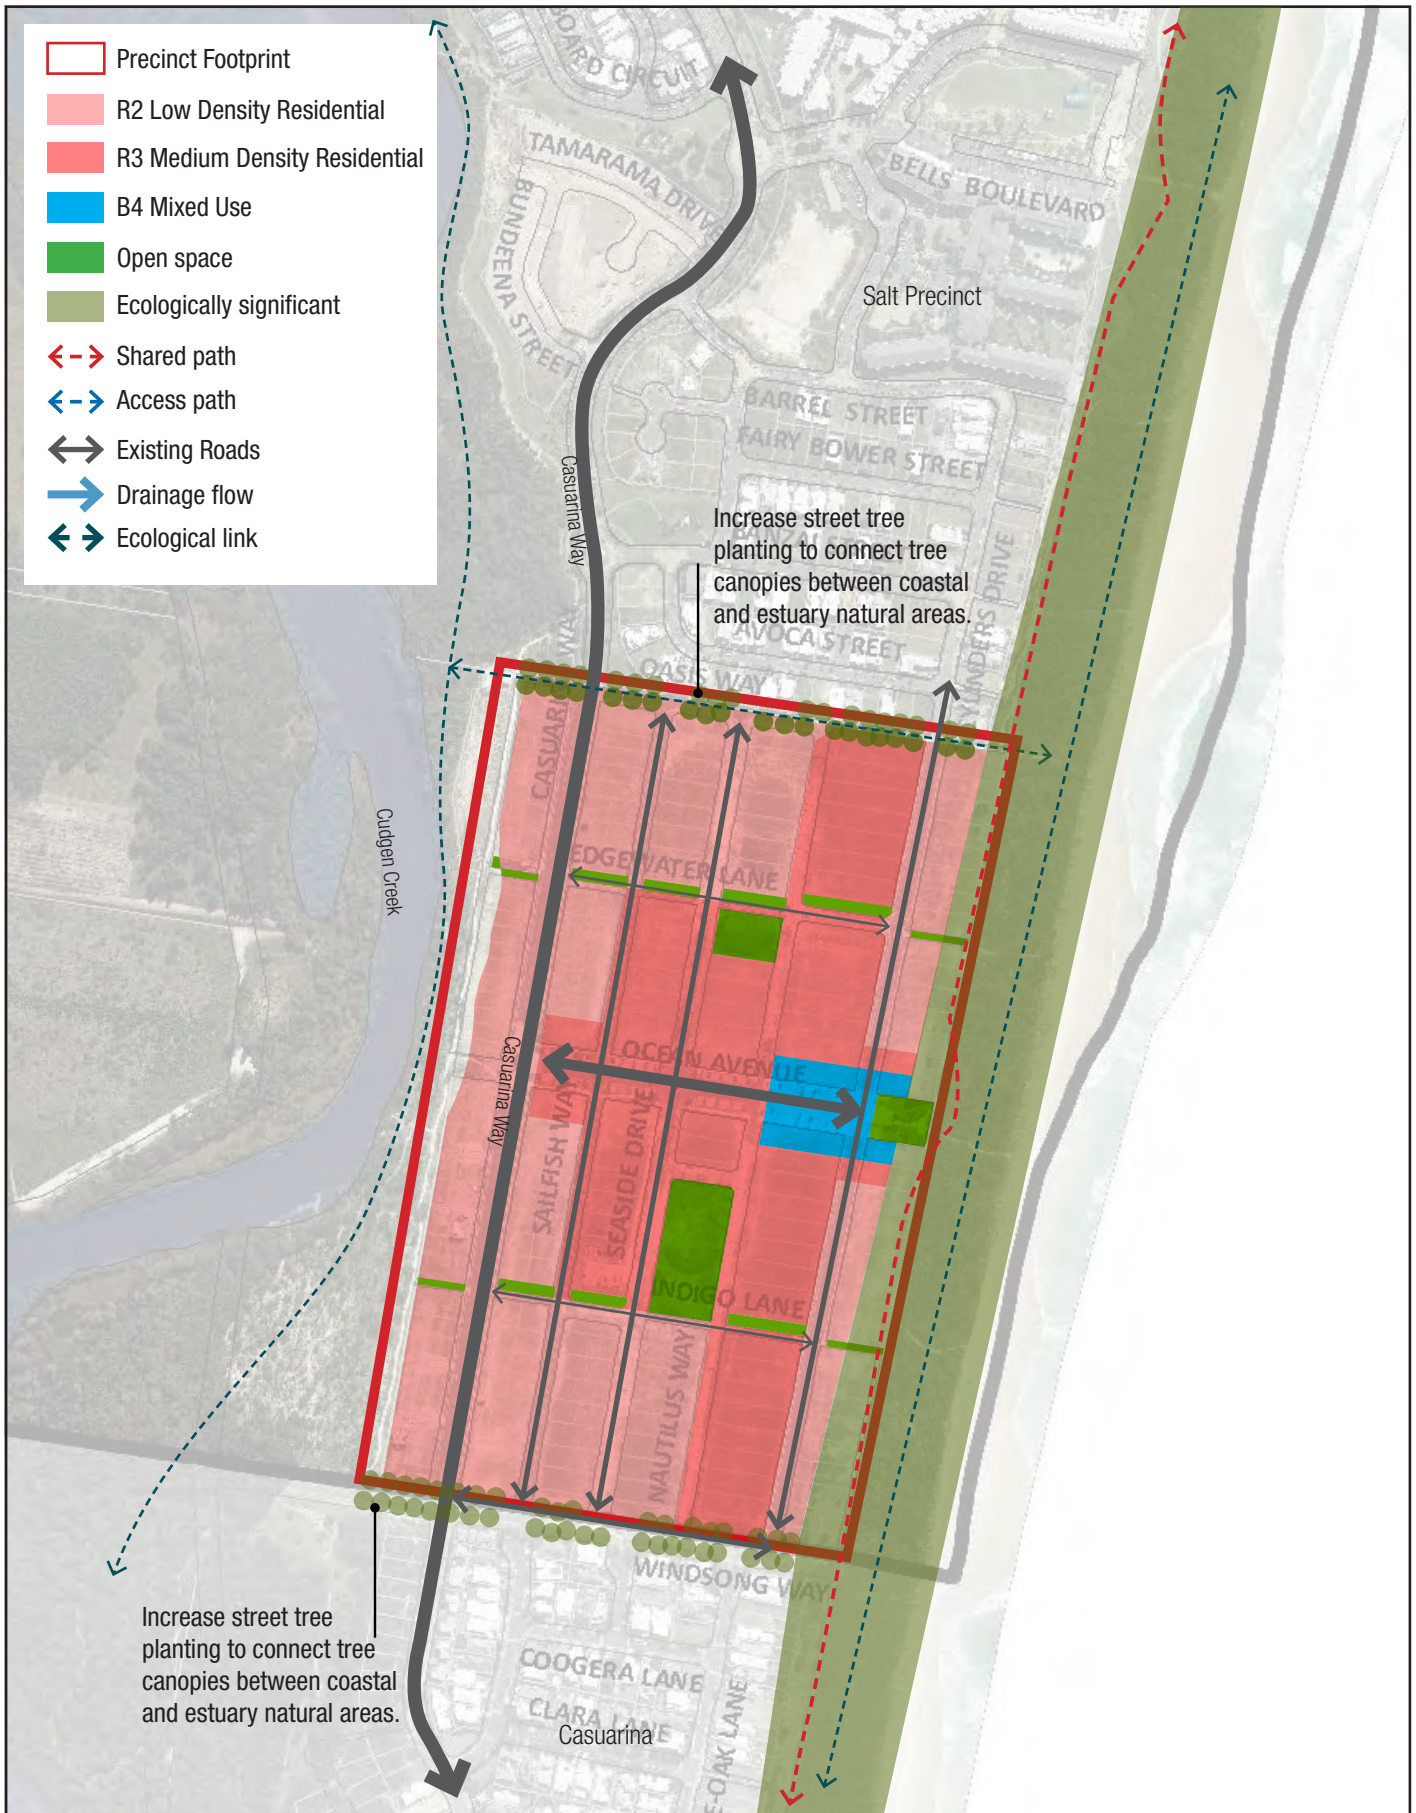 Precinct Footprint
R2 Low Density Residential
R3 Medium Density Residential
B4 Mixed Use
Open space
Ecologically significant
Shared path
Access path
Existing Roads
Drainage flow
Ecological link
BOARD CIRCUIT
TAMARAMA DRIVE
BUNDEENA STREET
BELLS BOULEVARD
Salt Precinct
BARREL STREET
FAIRY BOWER STREET
Casuarina Way
Increase street tree
planting to connect tree
canopies between coastal
and estuary natural areas.
BANZAI STREET
AVOCA STREET
OASIS WAY
CASUARINA WAY
Cudgen Creek
EDGEWATER LANE
OCEAN AVENUE
Casuarina Way
SAILFISH WAY
SEASIDE DRIVE
INDIGO LANE
NAUTILUS WAY
WINDSONG WAY
Increase street tree
planting to connect tree
canopies between coastal
and estuary natural areas.
COOGERA LANE
CLARA LANE
Casuarina
OAK LANE